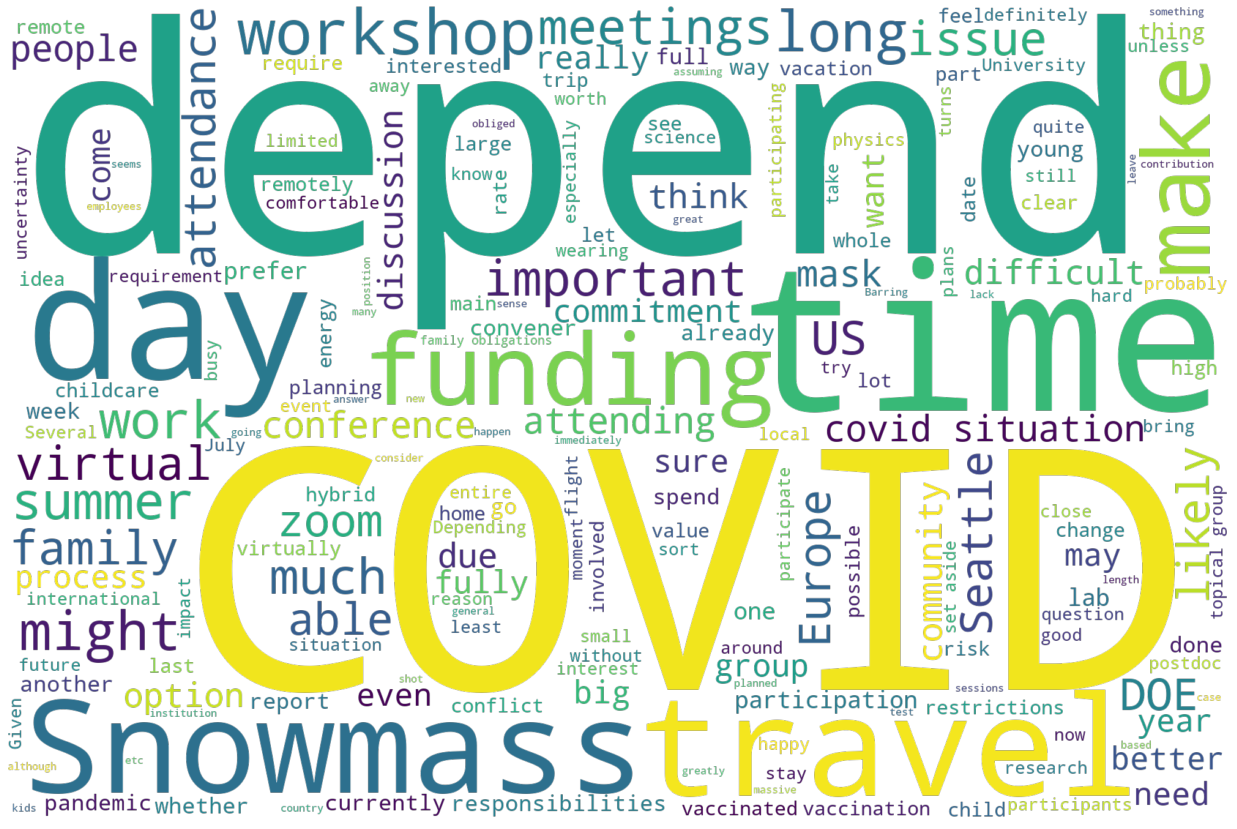 remote
people
attendance
workshop
meetings
long
issue
feel
definitely
something
thing
unless
require
interested
really
full
assuming
way
vacation
part
University
turns
make
away
trip
worth
depend
uncertainty
come
seems
employees
limited
remotely
comfortable
discussion
obliged
large
know
rate
especially
see
science
think
great
participating
physics
want
take
whole
date
quite
young
still
clear
leave
contribution
idea
requirement
prefer
let
wearing
important
mask
Barring
plans
difficult
lack
hard
probably
day
busy
energy
many
position
main
sense
convener
commitment
already
time
US
try
lot
high
family obligations
funding
childcare
planning
week
Several
work
July
event
answer
new
conference
going
happen
attending
immediately
local
covid situation
bring
virtual
summer
family
process
international
impact
might
COVID
consider
hybrid
zoom
virtually
much
able
situation
entire
home
go
Depending
due
fully
reason
general
least
moment
flight
involved
sure
spend
value
sort
participate
one
Europe
possible
community
set aside
risk
Seattle
close
change
may
lab
length
question
good
likely
topical group
future
last
another
option
institution
report
shot
even
conflict
small
without
interest
big
around
group
planned
participation
test
sessions
restrictions
done
postdoc
DOE
case
year
Given
although
etc
Snowmass
travel
greatly
happy
stay
massive
now
research
based
better
need
kids
pandemic
whether
country
currently
responsibilities
vaccinated
vaccination
child
participants